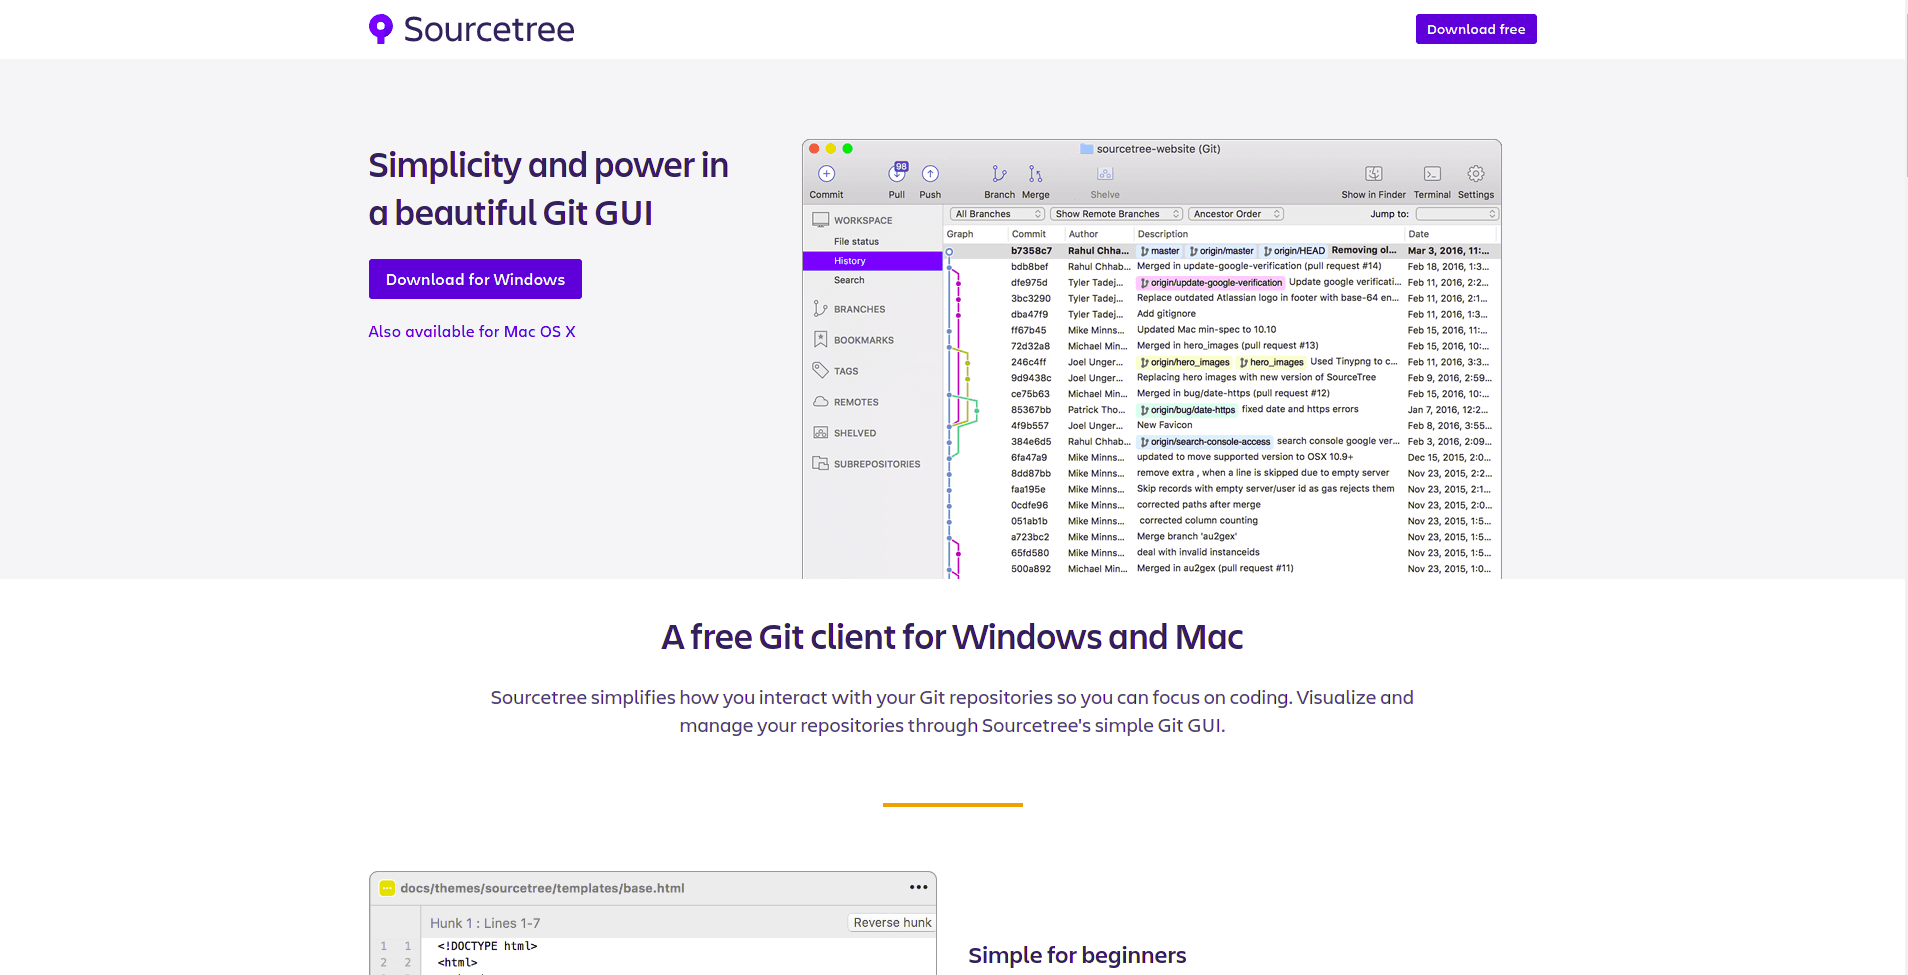 Sourcetree
Download free
Simplicity and power in
a beautiful Git GUI
Download for Windows
Also available for Mac OS X
sourcetree-website (Git)
98
Commit Pull Push Branch Merge Shelve Show in Finder Terminal Settings
All Branches Show Remote Branches Ancestor Order Jump to:
WORKSPACE
File status
History
Search
BRANCHES
BOOKMARKS
TAGS
REMOTES
SHELVED
SUBREPOSITORIES
Graph Commit Author Description Date
b7358c7 Rahul Chha... master origin/master origin/HEAD Removing ol... Mar 3, 2016, 11:...
bdb8bef Rahul Chhab... Merged in update-google-verification (pull request #14) Feb 18, 2016, 1:3...
dfe975d Tyler Tadej... origin/update-google-verification Update google verificati... Feb 11, 2016, 2:2...
3bc3290 Tyler Tadej... Replace outdated Atlassian logo in footer with base-64 en... Feb 11, 2016, 2:1...
dba47f9 Tyler Tadej... Add gitignore Feb 11, 2016, 1:3...
ff67b45 Mike Minns... Updated Mac min-spec to 10.10 Feb 15, 2016, 11:...
72d32a8 Michael Min... Merged in hero_images (pull request #13) Feb 15, 2016, 10:...
246c4ff Joel Unger... origin/hero_images hero_images Used Tinypng to c... Feb 11, 2016, 3:3...
9d9438c Joel Unger... Replacing hero images with new version of SourceTree Feb 9, 2016, 2:59...
ce75b63 Michael Min... Merged in bug/date-https (pull request #12) Feb 15, 2016, 10:...
85367bb Patrick Tho... origin/bug/date-https fixed date and https errors Jan 7, 2016, 12:2...
4f9b557 Joel Unger... New Favicon Feb 8, 2016, 3:55...
384e6d5 Rahul Chhab... origin/search-console-access search console google ver... Feb 3, 2016, 2:09...
6fa47a9 Mike Minns... updated to move supported version to OSX 10.9+ Dec 15, 2015, 2:0...
8dd87bb Mike Minns... remove extra , when a line is skipped due to empty server Nov 23, 2015, 2:2...
faa195e Mike Minns... Skip records with empty server/user id as gas rejects them Nov 23, 2015, 2:1...
0cdfe96 Mike Minns... corrected paths after merge Nov 23, 2015, 2:0...
051ab1b Mike Minns... corrected column counting Nov 23, 2015, 1:5...
a723bc2 Mike Minns... Merge branch 'au2gex' Nov 23, 2015, 1:5...
65fd580 Mike Minns... deal with invalid instanceids Nov 23, 2015, 1:5...
500a892 Michael Min... Merged in au2gex (pull request #11) Nov 23, 2015, 1:0...
A free Git client for Windows and Mac
Sourcetree simplifies how you interact with your Git repositories so you can focus on coding. Visualize and
manage your repositories through Sourcetree's simple Git GUI.
docs/themes/sourcetree/templates/base.html
Hunk 1 : Lines 1-7 Reverse hunk
1 1 <!DOCTYPE html>
2 2 <html>
Simple for beginners